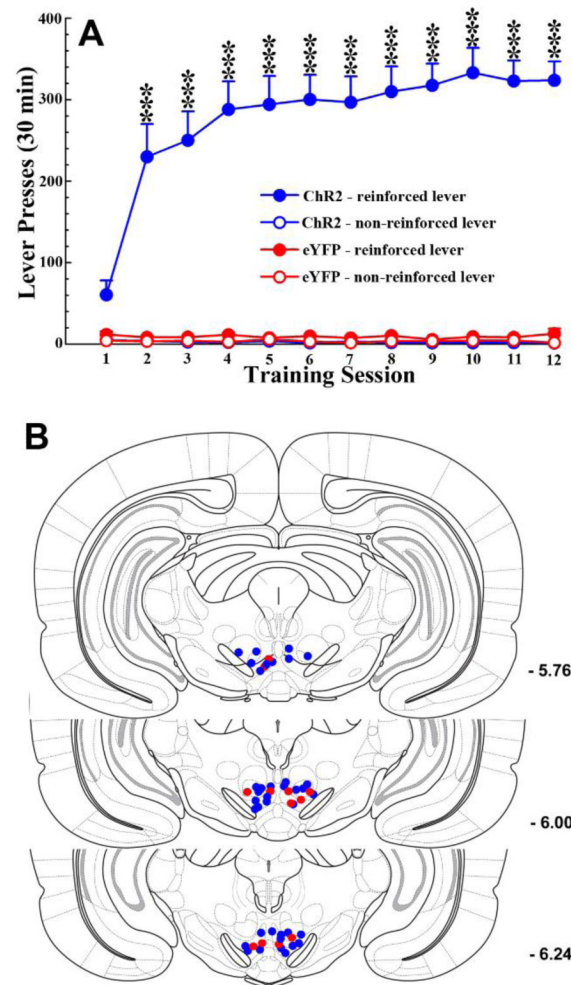 A
Lever Presses (30 min)
400
300
200
100
0
*** *** *** *** *** *** *** *** *** *** ***
ChR2 - reinforced lever
ChR2 - non-reinforced lever
eYFP - reinforced lever
eYFP - non-reinforced lever
1 2 3 4 5 6 7 8 9 10 11 12
Training Session
B
- 5.76
- 6.00
- 6.24